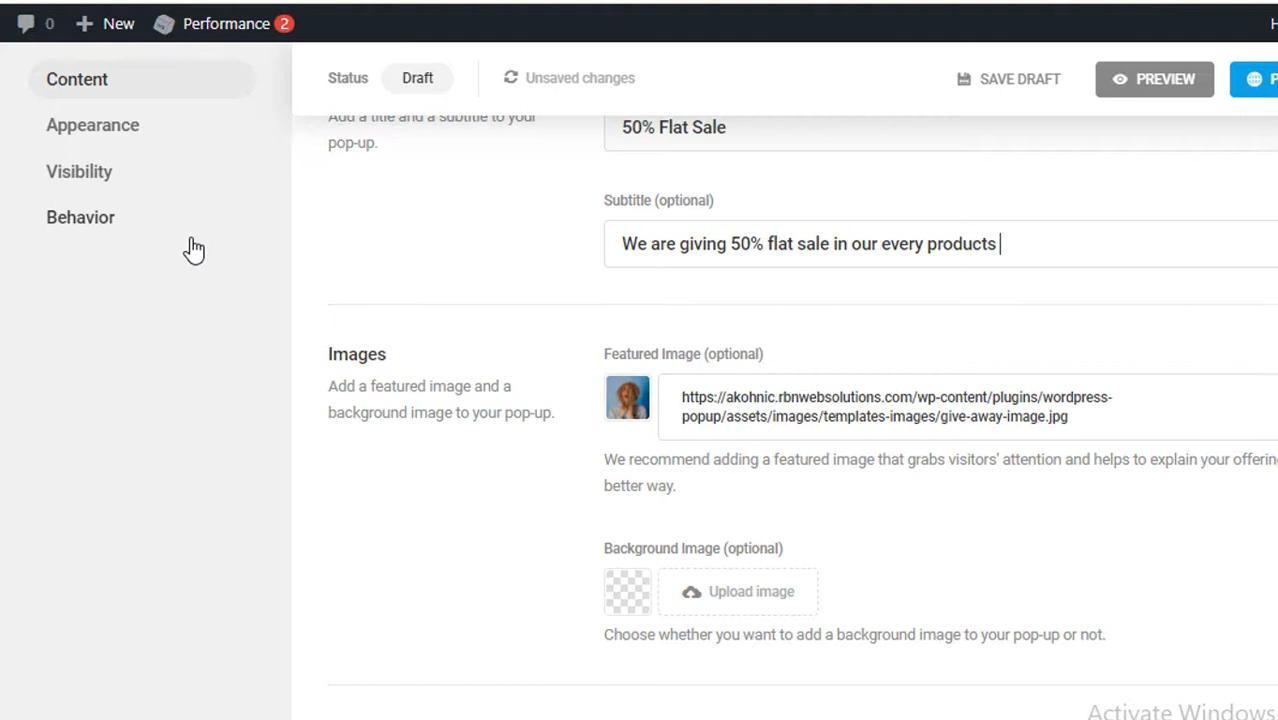 0 New Performance 2 H
Content
Appearance
Visibility
Behavior
Status Draft Unsaved changes SAVE DRAFT PREVIEW P
Add a title and a subtitle to your
pop-up.
50% Flat Sale
Subtitle (optional)
We are giving 50% flat sale in our every products
Images
Add a featured image and a
background image to your pop-up.
Featured Image (optional)
https://akohnic.rbnwebsolutions.com/wp-content/plugins/wordpress-
popup/assets/images/templates-images/give-away-image.jpg
We recommend adding a featured image that grabs visitors' attention and helps to explain your offerin
better way.
Background Image (optional)
Upload image
Choose whether you want to add a background image to your pop-up or not.
Activate Windows